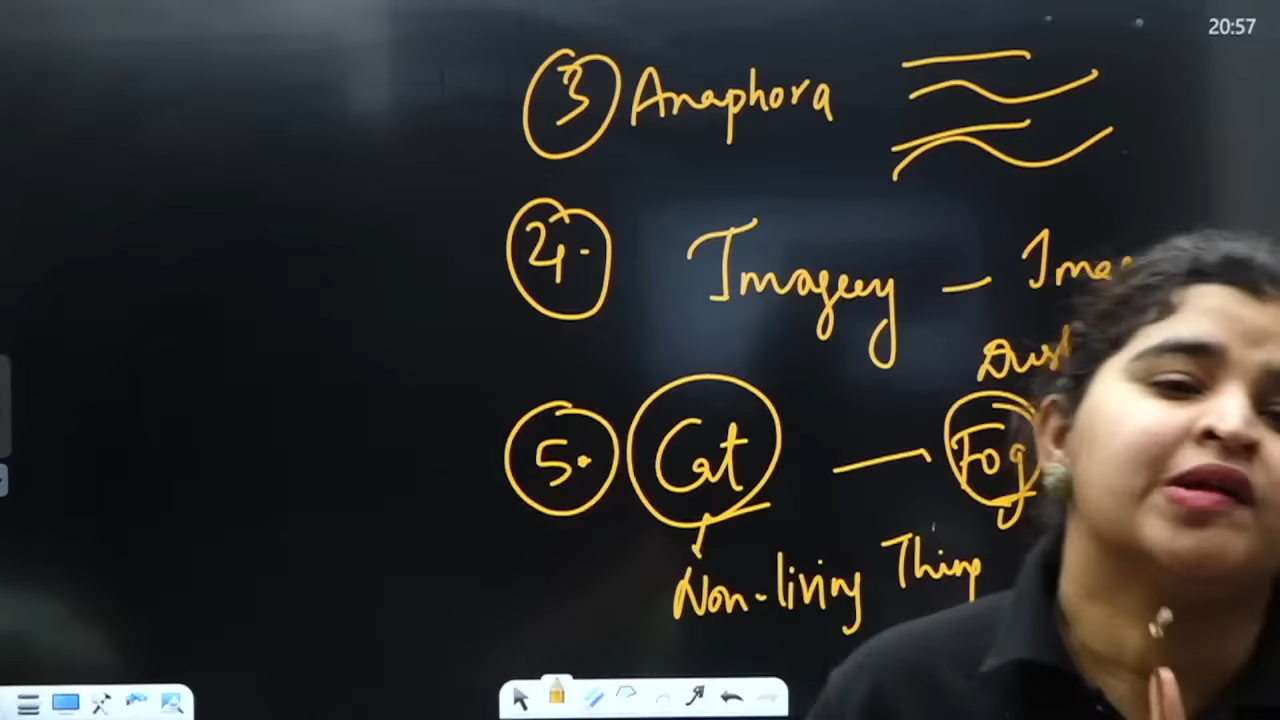 20:57
3 Anaphora
4. Imagery –
5. Cat — Fog
Non-living Thing